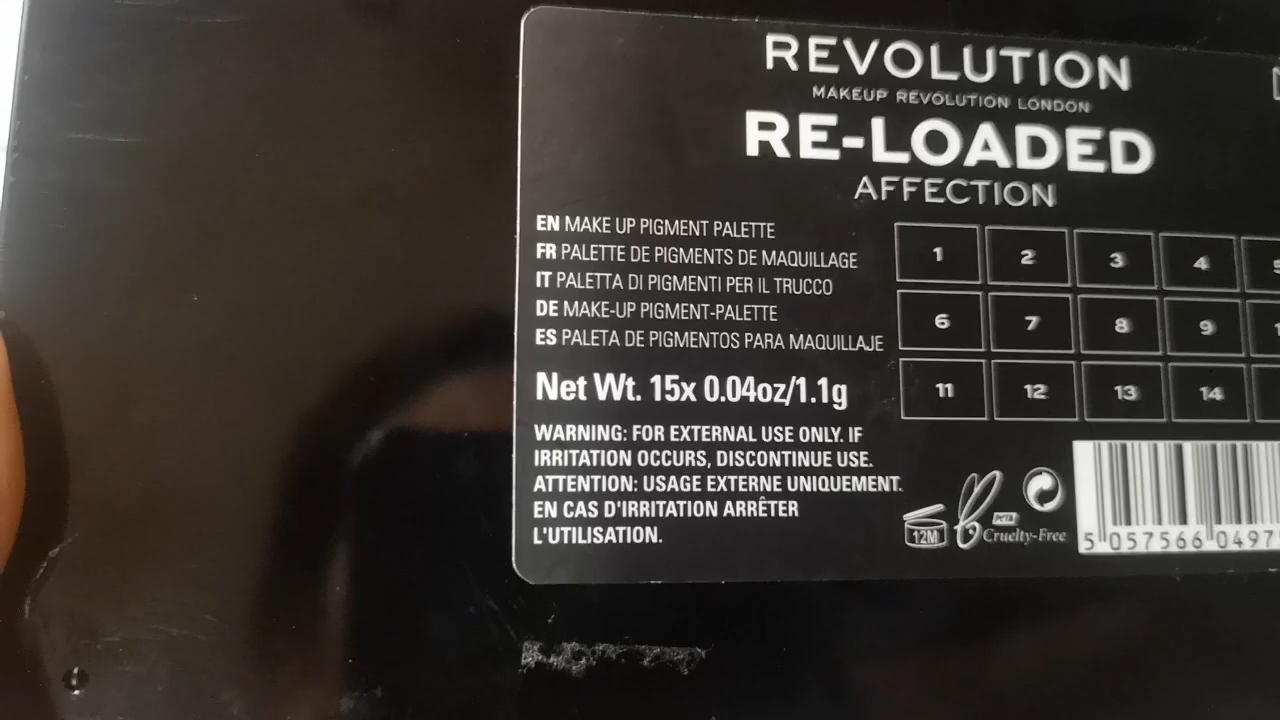 REVOLUTION
MAKEUP REVOLUTION LONDON
RE-LOADED
AFFECTION
EN MAKE UP PIGMENT PALETTE
FR PALETTE DE PIGMENTS DE MAQUILLAGE
IT PALETTA DI PIGMENTI PER IL TRUCCO
DE MAKE-UP PIGMENT-PALETTE
ES PALETA DE PIGMENTOS PARA MAQUILLAJE
1 2 3 4
6 7 8 9
11 12 13 14
Net Wt. 15x 0.04oz/1.1g
WARNING: FOR EXTERNAL USE ONLY. IF
IRRITATION OCCURS, DISCONTINUE USE.
ATTENTION: USAGE EXTERNE UNIQUEMENT.
EN CAS D'IRRITATION ARRÊTER
L'UTILISATION.
12M
PETA
Cruelty-Free
5 057566 0497